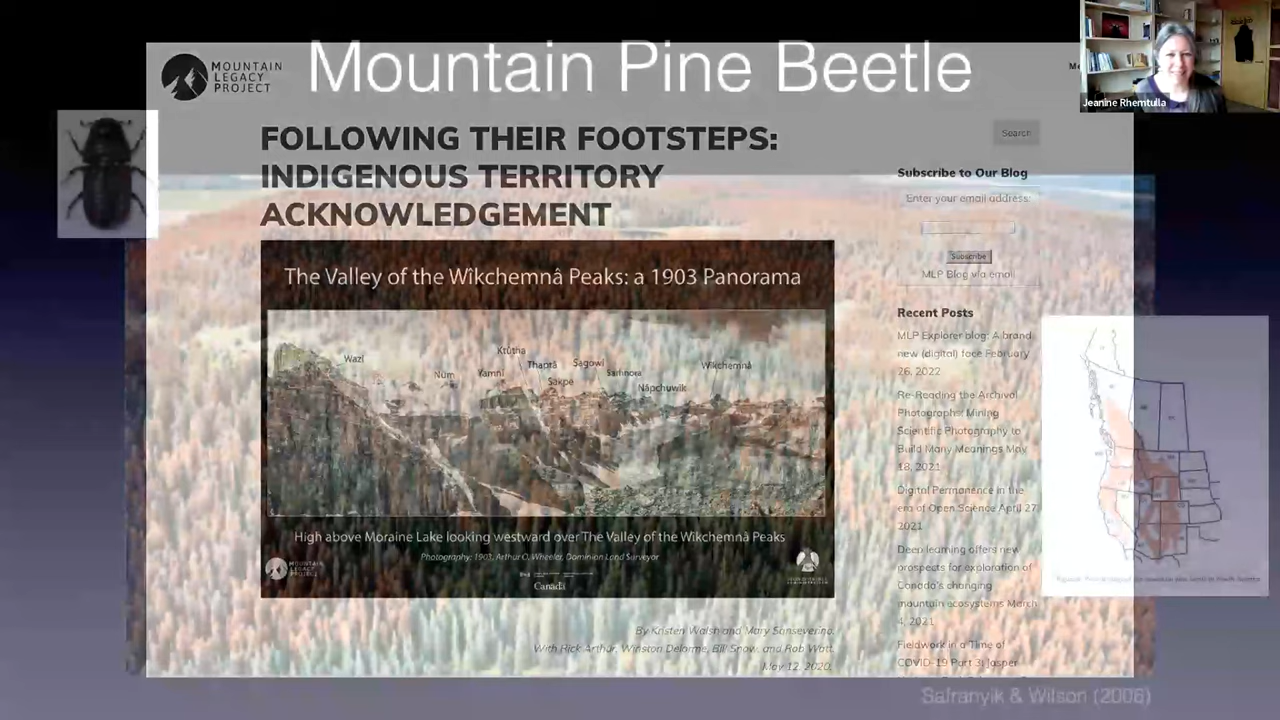 Mountain Pine Beetle
MOUNTAIN
LEGACY
PROJECT
Jeanine Rhemtulla
FOLLOWING THEIR FOOTSTEPS:
INDIGENOUS TERRITORY
ACKNOWLEDGEMENT
Search
Subscribe to Our Blog
Enter your email address:
Subscribe
MLP Blog via email
The Valley of the Wîkchemnâ Peaks: a 1903 Panorama
Wazî
Num
Ktûtha
Yamnî
Thaptâ
Sâkpe
Sagowî
Nâpchuwîk
Wîkchemnâ
High above Moraine Lake looking westward over The Valley of the Wîkchemnâ Peaks
Photography: 1903, Arthur O. Wheeler, Dominion Land Surveyor
MOUNTAIN
LEGACY
PROJECT
Canada
Recent Posts
MLP Explorer blog: A brand
new (digital) face February
26, 2022
Re-Reading the Archival
Photographs: Mining
Scientific Photography to
Build Many Meanings May
18, 2021
Digital Permanence in the
era of Open Science April 27,
2021
Deep learning offers new
prospects for exploration of
Canada's changing
mountain ecosystems March
4, 2021
Fieldwork in a Time of
COVID-19 Part 3: Jasper
By Kristen Walsh and Mary Sanseverino,
With Rick Arthur, Winston Delorme, Bill Snow, and Rob Watt.
May 12, 2020.
Safranyik & Wilson (2006)